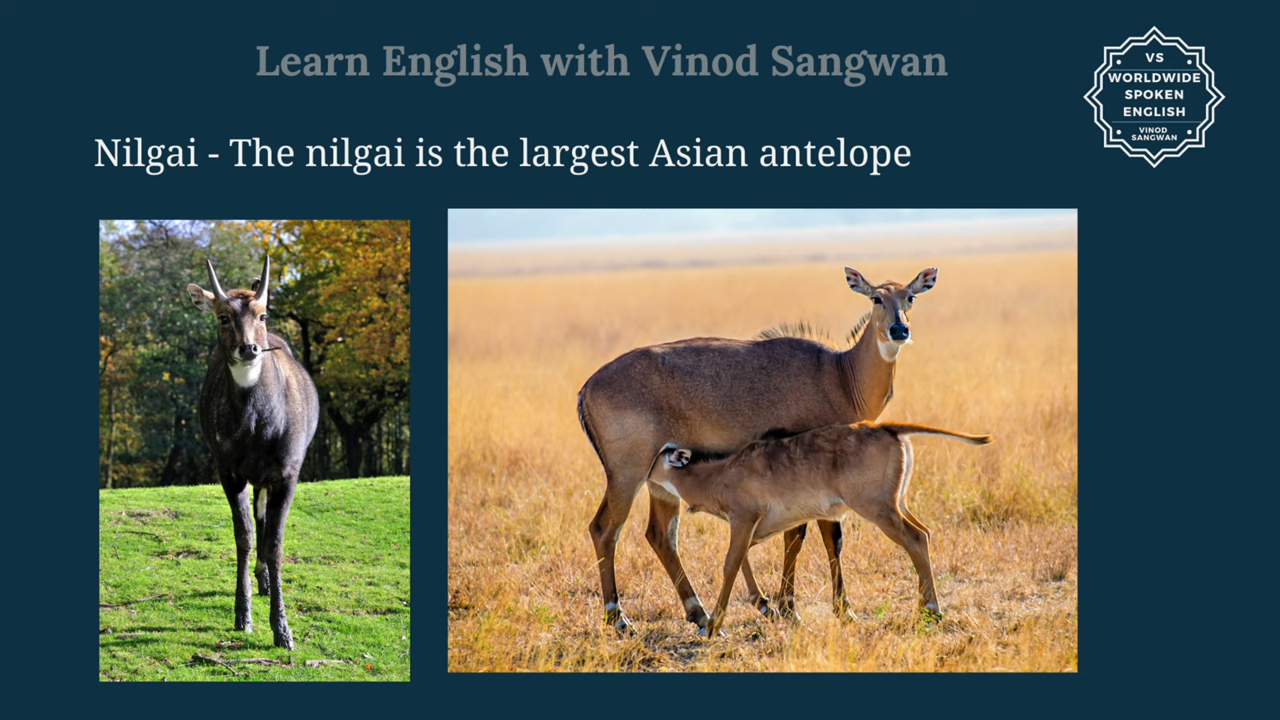 Learn English with Vinod Sangwan
VS
WORLDWIDE
SPOKEN
ENGLISH
VINOD
SANGWAN
Nilgai - The nilgai is the largest Asian antelope